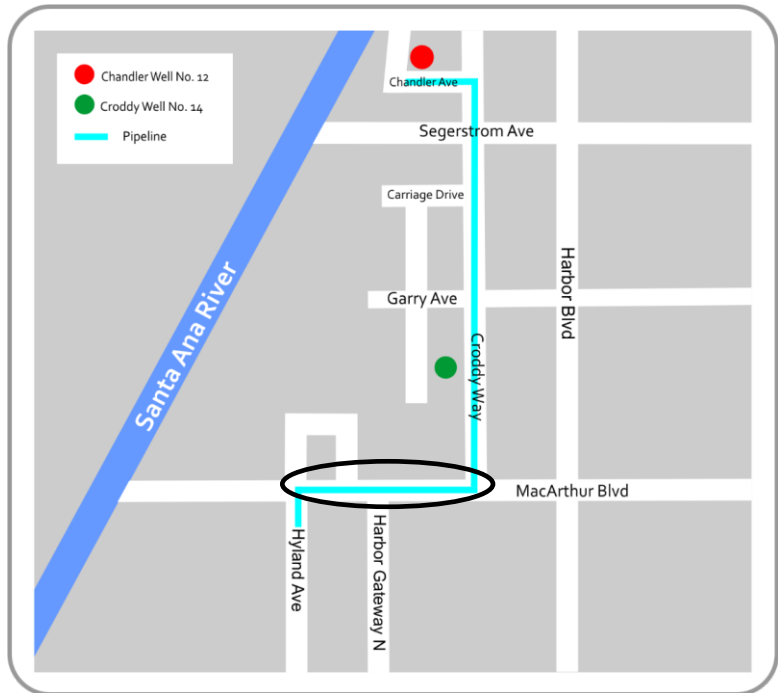 Chandler Well No. 12
Croddy Well No. 14
Pipeline
Chandler Ave
Segerstrom Ave
Carriage Drive
Santa Ana River
Harbor Blvd
Garry Ave
Croddy Way
MacArthur Blvd
Hyland Ave
Harbor Gateway N